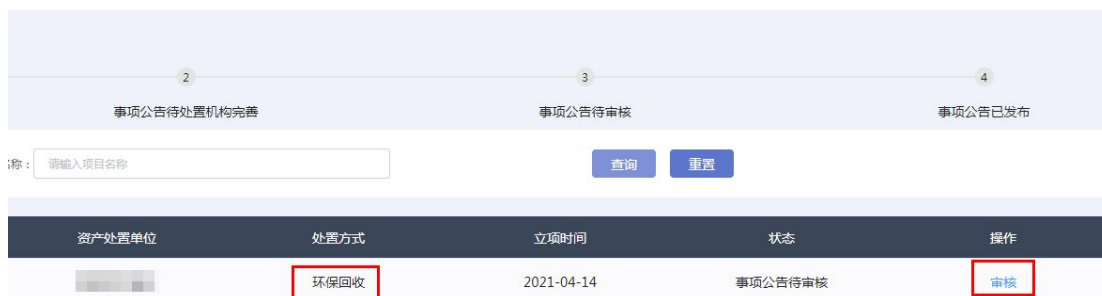 2 3 4
事项公告待处置机构完善 事项公告待审核 事项公告已发布
称： 请输入项目名称 查询 重置
资产处置单位 处置方式 立项时间 状态 操作
环保回收 2021-04-14 事项公告待审核 审核